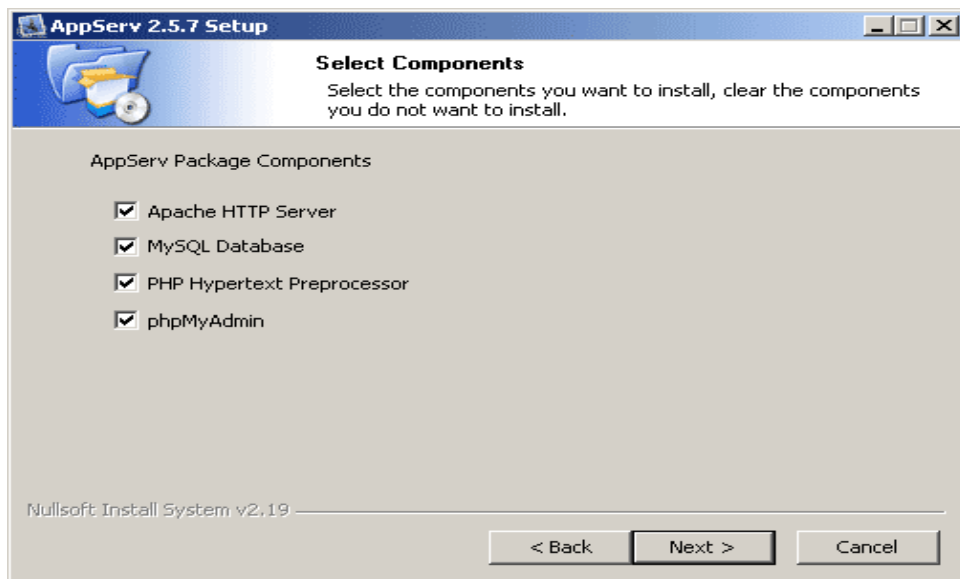 AppServ 2.5.7 Setup
Select Components
Select the components you want to install, clear the components
you do not want to install.
AppServ Package Components
Apache HTTP Server
MySQL Database
PHP Hypertext Preprocessor
phpMyAdmin
Nullsoft Install System v2.19
< Back
Next >
Cancel